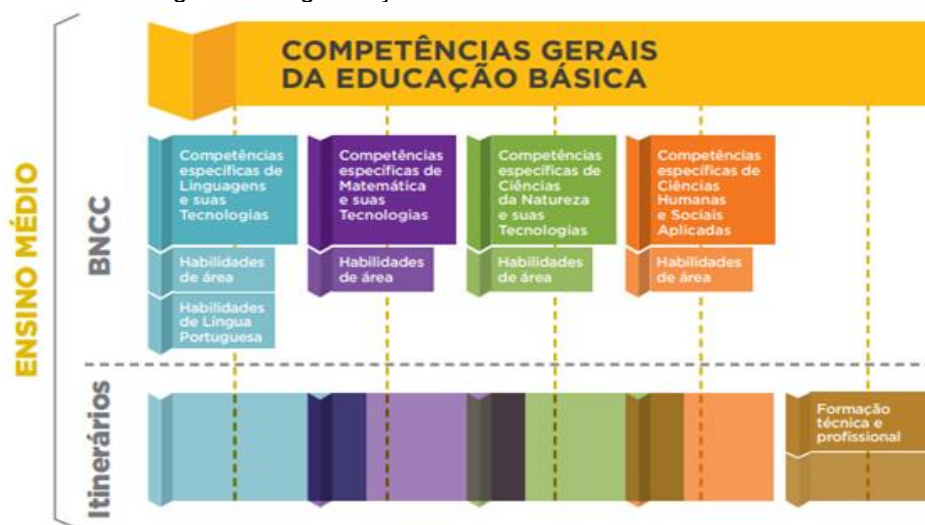 COMPETÊNCIAS GERAIS
DA EDUCAÇÃO BÁSICA
ENSINO MÉDIO
BNCC
Competências
específicas de
Linguagens
e suas
Tecnologias
Habilidades
de área
Habilidades
de Língua
Portuguesa
Competências
específicas de
Matemática
e suas
Tecnologias
Habilidades
de área
Competências
específicas de
Ciências
da Natureza
e suas
Tecnologias
Habilidades
de área
Competências
específicas de
Ciências
Humanas
e Sociais
Aplicadas
Habilidades
de área
Itinerários
Formação
técnica e
profissional